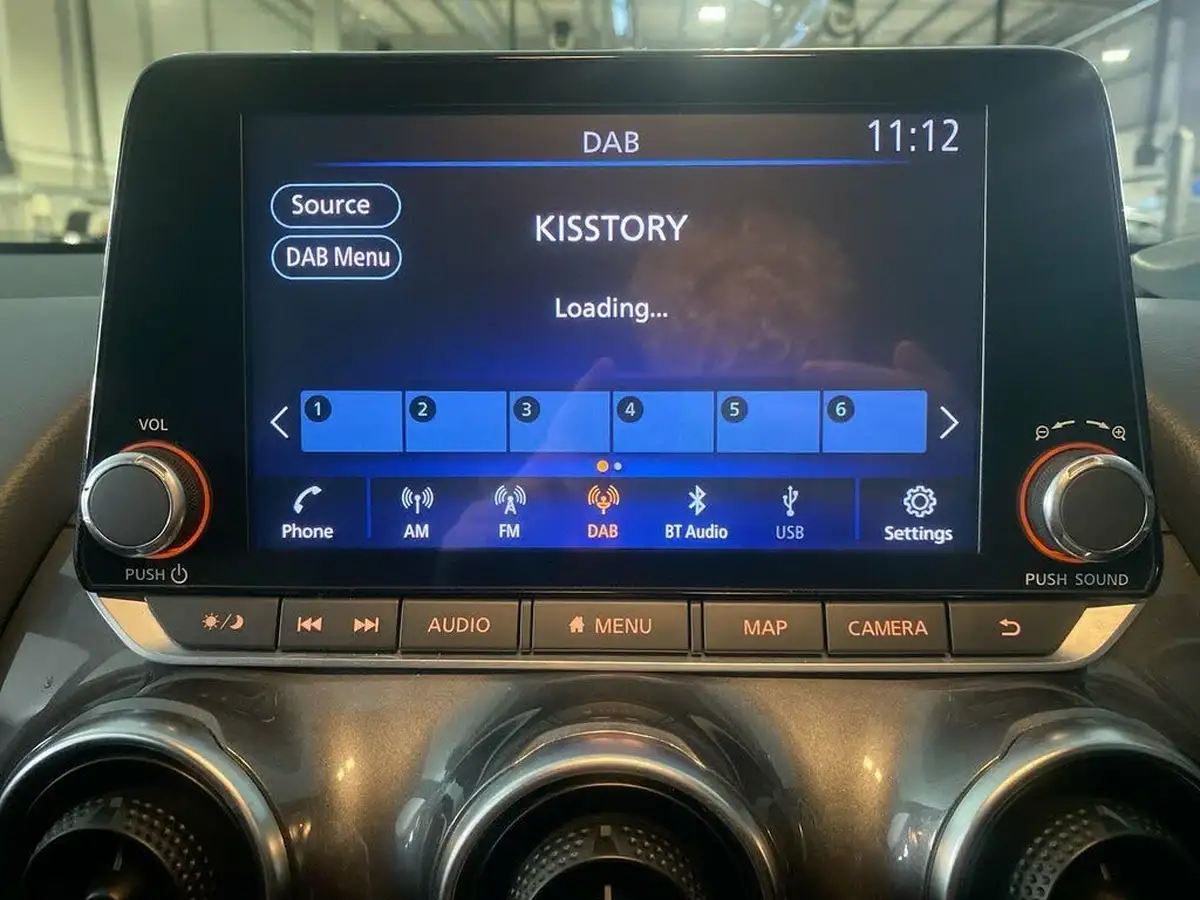 DAB
11:12
Source
KISSTORY
DAB Menu
Loading...
1 2 3 4 5 6
VOL
Phone AM FM DAB BT Audio USB Settings
PUSH
PUSH SOUND
AUDIO MENU MAP CAMERA